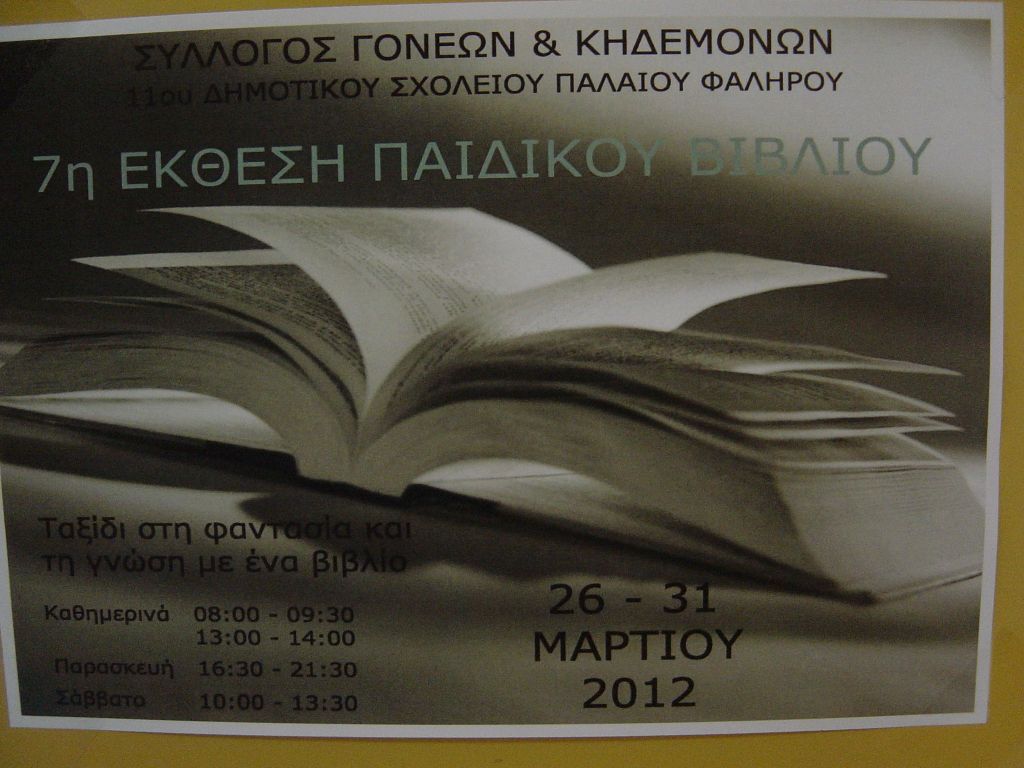 ΣΥΛΛΟΓΟΣ ΓΟΝΕΩΝ & ΚΗΔΕΜΟΝΩΝ
11ου ΔΗΜΟΤΙΚΟΥ ΣΧΟΛΕΙΟΥ ΠΑΛΑΙΟΥ ΦΑΛΗΡΟΥ
7η ΕΚΘΕΣΗ ΠΑΙΔΙΚΟΥ ΒΙΒΛΙΟΥ
Ταξίδι στη φαντασία και
τη γνώση με ένα βιβλίο
Καθημερινά 08:00 - 09:30
13:00 - 14:00
Παρασκευή 16:30 - 21:30
Σάββατο 10:00 - 13:30
26 - 31
ΜΑΡΤΙΟΥ
2012